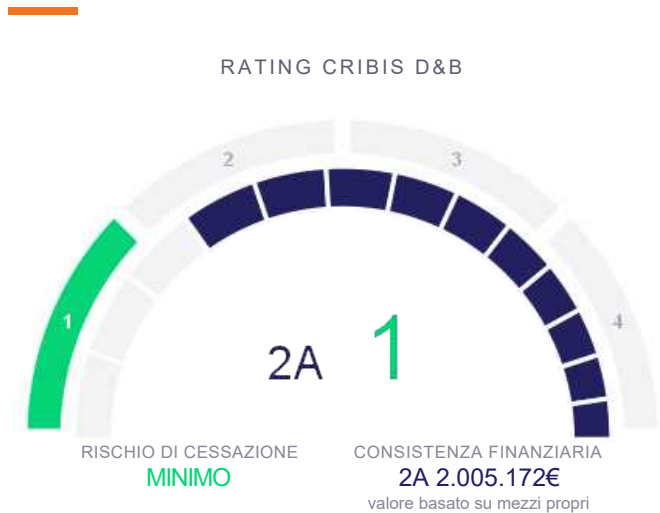 RATING CRIBIS D&B
2
3
1
4
2A 1
RISCHIO DI CESSAZIONE
MINIMO
CONSISTENZA FINANZIARIA
2A 2.005.172€
valore basato su mezzi propri